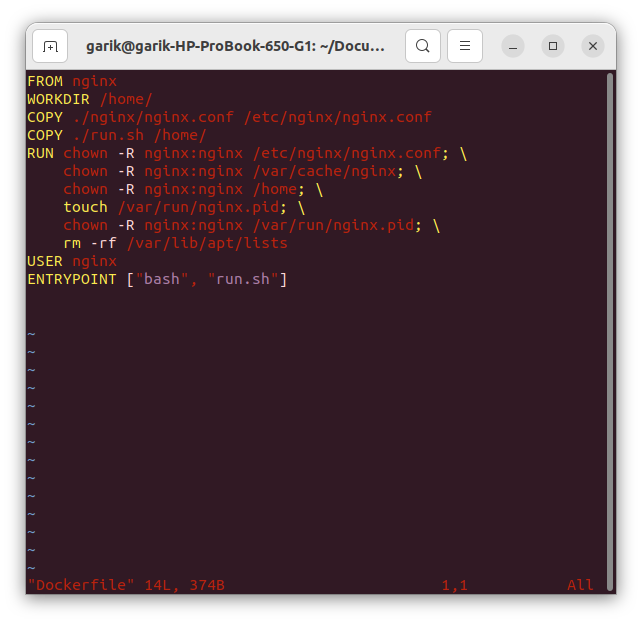 garik@garik-HP-ProBook-650-G1: ~/Docu...
FROM nginx
WORKDIR /home/
COPY ./nginx/nginx.conf /etc/nginx/nginx.conf
COPY ./run.sh /home/
RUN chown -R nginx:nginx /etc/nginx/nginx.conf; \
    chown -R nginx:nginx /var/cache/nginx; \
    chown -R nginx:nginx /home; \
    touch /var/run/nginx.pid; \
    chown -R nginx:nginx /var/run/nginx.pid; \
    rm -rf /var/lib/apt/lists
USER nginx
ENTRYPOINT ["bash", "run.sh"]
~
~
~
~
~
~
~
~
~
~
~
~
~
~
"Dockerfile" 14L, 374B 1,1 All